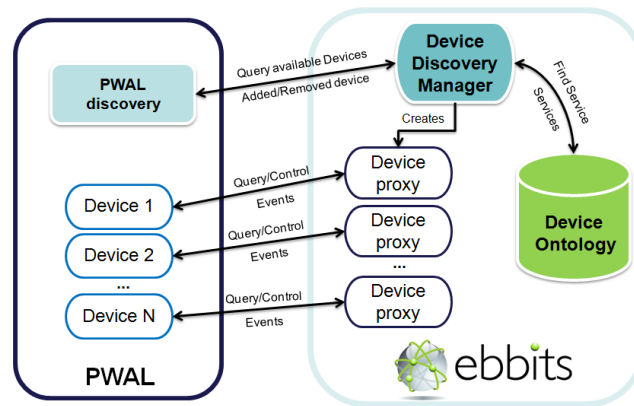 PWAL
discovery
Query available Devices
Added/Removed device
Device
Discovery
Manager
Find Service
Services
Creates
Device 1
Query/Control
Events
Device
proxy
Device 2
Query/Control
Events
Device
proxy
...
...
Device N
Query/Control
Events
Device
proxy
Device
Ontology
PWAL
ebbits